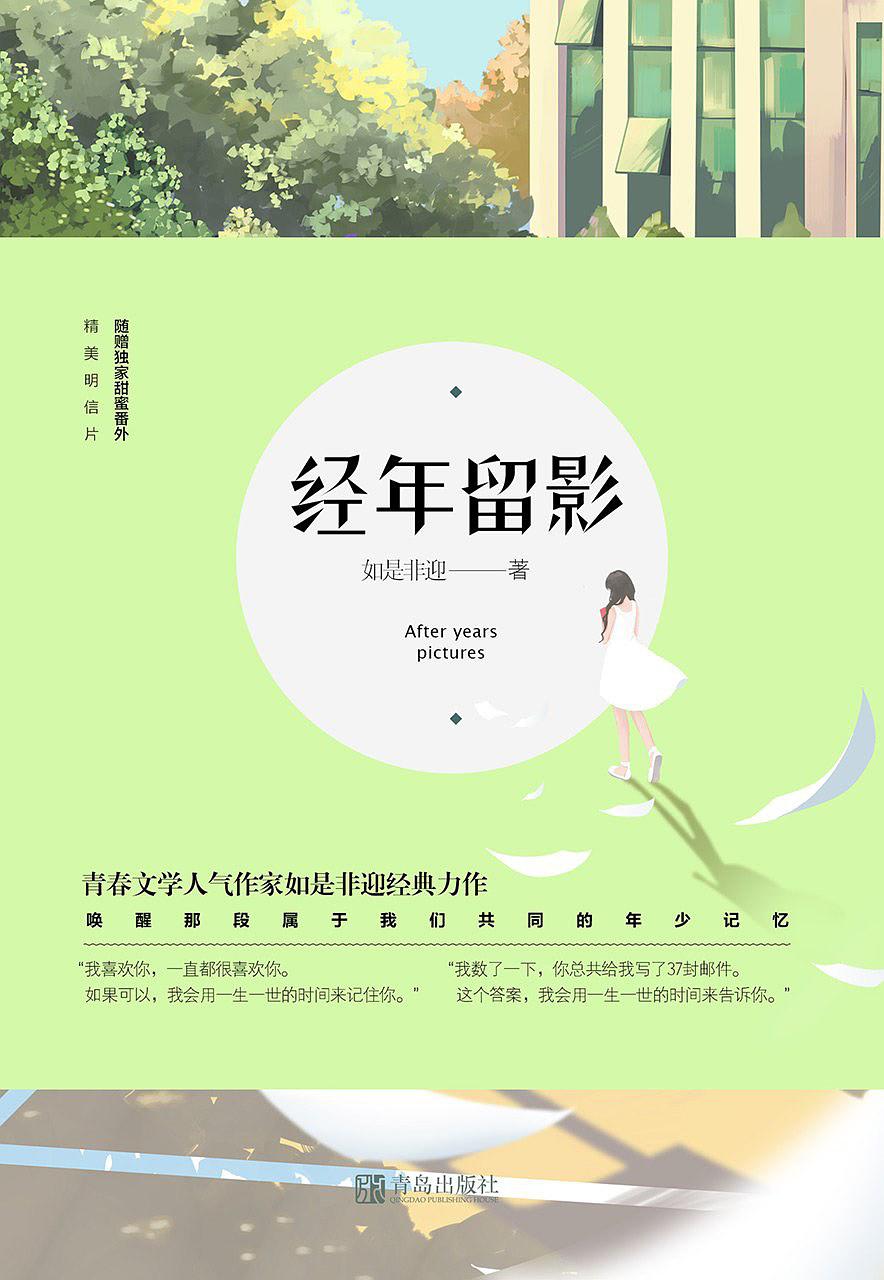 随赠独家甜蜜番外
精美明信片
经年留影
如是非迎——著
After years
pictures
青春文学人气作家如是非迎经典力作
唤醒那段属于我们共同的年少记忆
“我喜欢你，一直都很喜欢你。
如果可以，我会用一生一世的时间来记住你。”
“我数了一下，你总共给我写了37封邮件。
这个答案，我会用一生一世的时间来告诉你。”
青岛出版社
QINGDAO PUBLISHING HOUSE